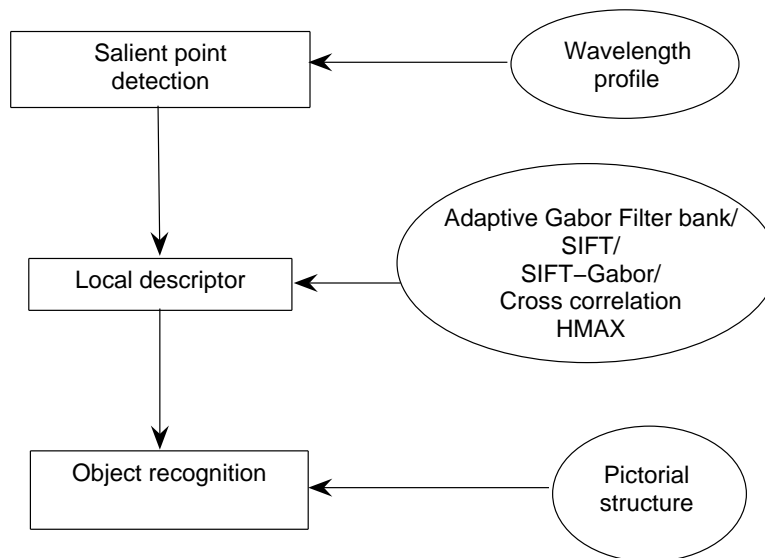 Salient point
detection
Wavelength
profile
Local descriptor
Adaptive Gabor Filter bank/
SIFT/
SIFT−Gabor/
Cross correlation
HMAX
Object recognition
Pictorial
structure